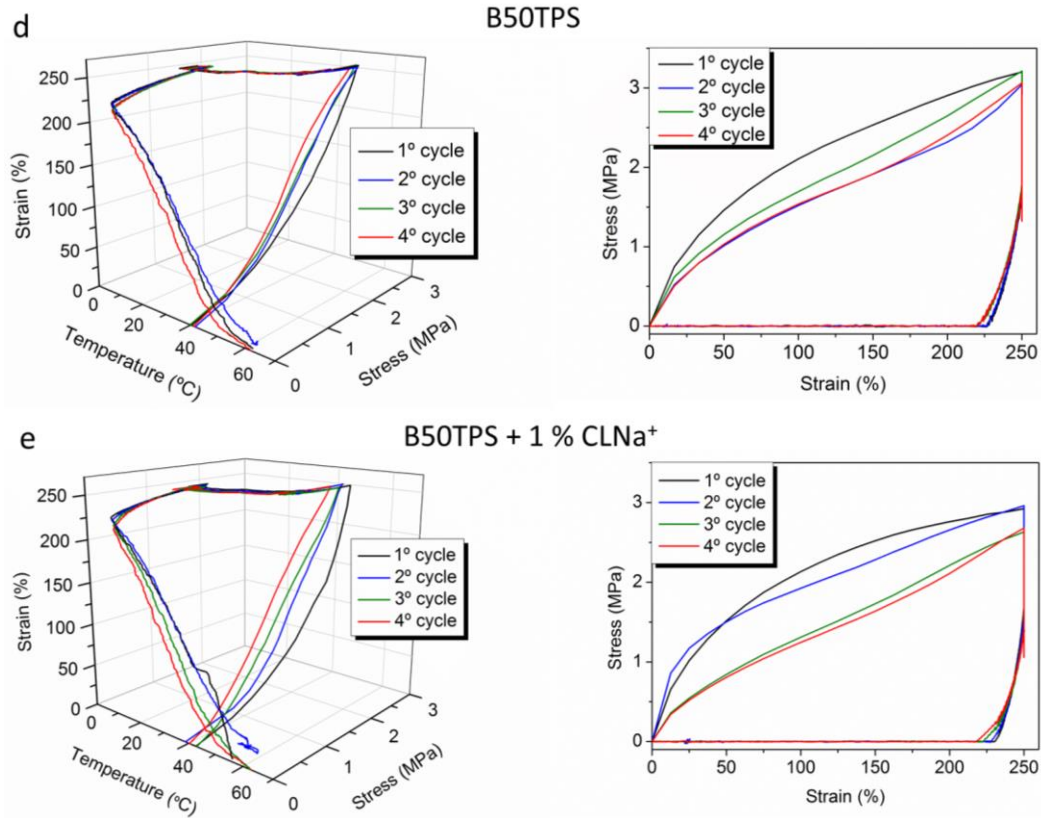 d
B50TPS
Strain (%)
250
200
150
100
50
0
0
20
40
60
Temperature (ºC)
0
1
2
3
Stress (MPa)
1º cycle
2º cycle
3º cycle
4º cycle
Stress (MPa)
3
2
1
0
1º cycle
2º cycle
3º cycle
4º cycle
0
50
100
150
200
250
Strain (%)
e
B50TPS + 1 % CLNa⁺
Strain (%)
250
200
150
100
50
0
0
20
40
60
Temperature (ºC)
0
1
2
3
Stress (MPa)
1º cycle
2º cycle
3º cycle
4º cycle
Stress (MPa)
3
2
1
0
1º cycle
2º cycle
3º cycle
4º cycle
0
50
100
150
200
250
Strain (%)